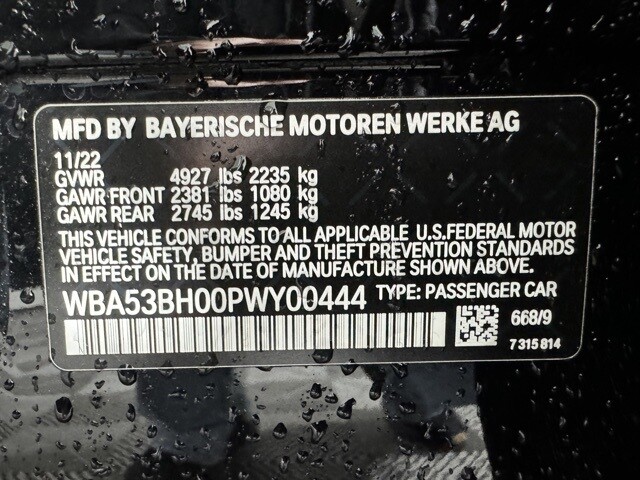 MFD BY BAYERISCHE MOTOREN WERKE AG
11/22
GVWR 4927 lbs 2235 kg
GAWR FRONT 2381 lbs 1080 kg
GAWR REAR 2745 lbs 1245 kg
THIS VEHICLE CONFORMS TO ALL APPLICABLE U.S.FEDERAL MOTOR
VEHICLE SAFETY, BUMPER AND THEFT PREVENTION STANDARDS
IN EFFECT ON THE DATE OF MANUFACTURE SHOWN ABOVE.
WBA53BH00PWY00444 TYPE: PASSENGER CAR
668/9
7 315 814